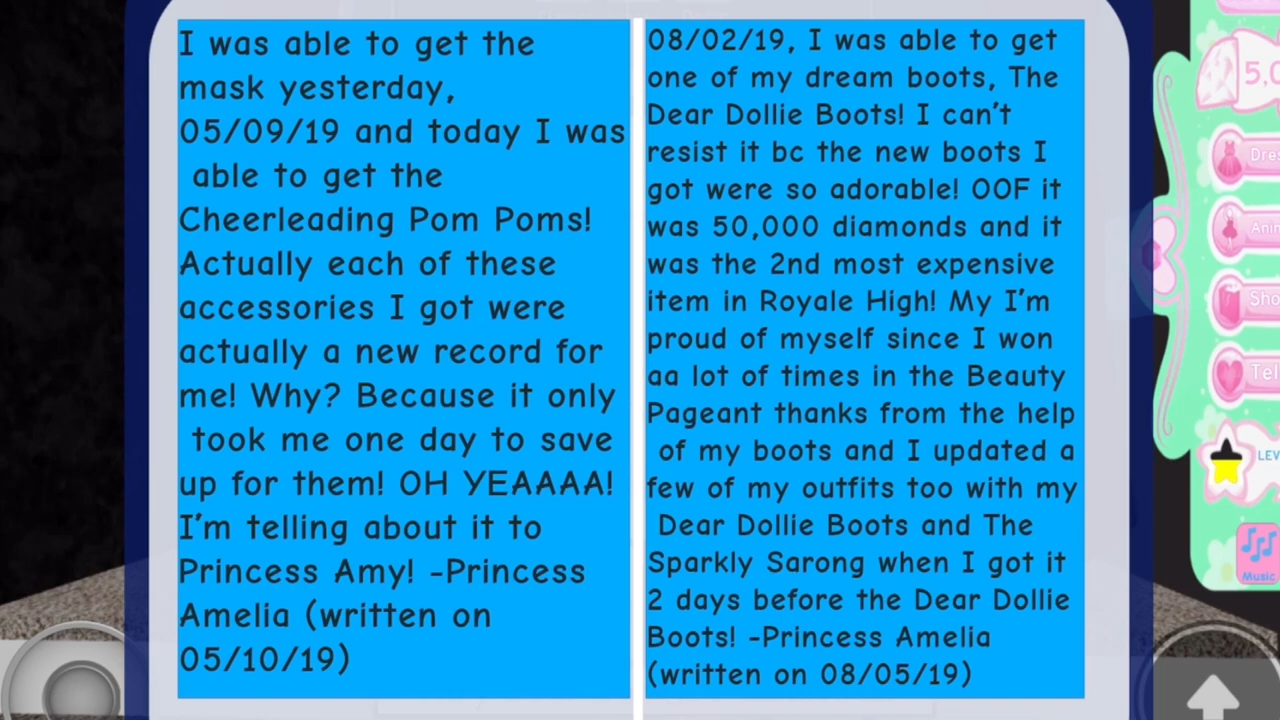 I was able to get the
mask yesterday,
05/09/19 and today I was
able to get the
Cheerleading Pom Poms!
Actually each of these
accessories I got were
actually a new record for
me! Why? Because it only
took me one day to save
up for them! OH YEAAAA!
I'm telling about it to
Princess Amy! -Princess
Amelia (written on
05/10/19)
08/02/19, I was able to get
one of my dream boots, The
Dear Dollie Boots! I can't
resist it bc the new boots I
got were so adorable! OOF it
was 50,000 diamonds and it
was the 2nd most expensive
item in Royale High! My I'm
proud of myself since I won
aa lot of times in the Beauty
Pageant thanks from the help
of my boots and I updated a
few of my outfits too with my
Dear Dollie Boots and The
Sparkly Sarong when I got it
2 days before the Dear Dollie
Boots! -Princess Amelia
(written on 08/05/19)
5,0
Dre
Anin
Sho
Tel
LEV
Music